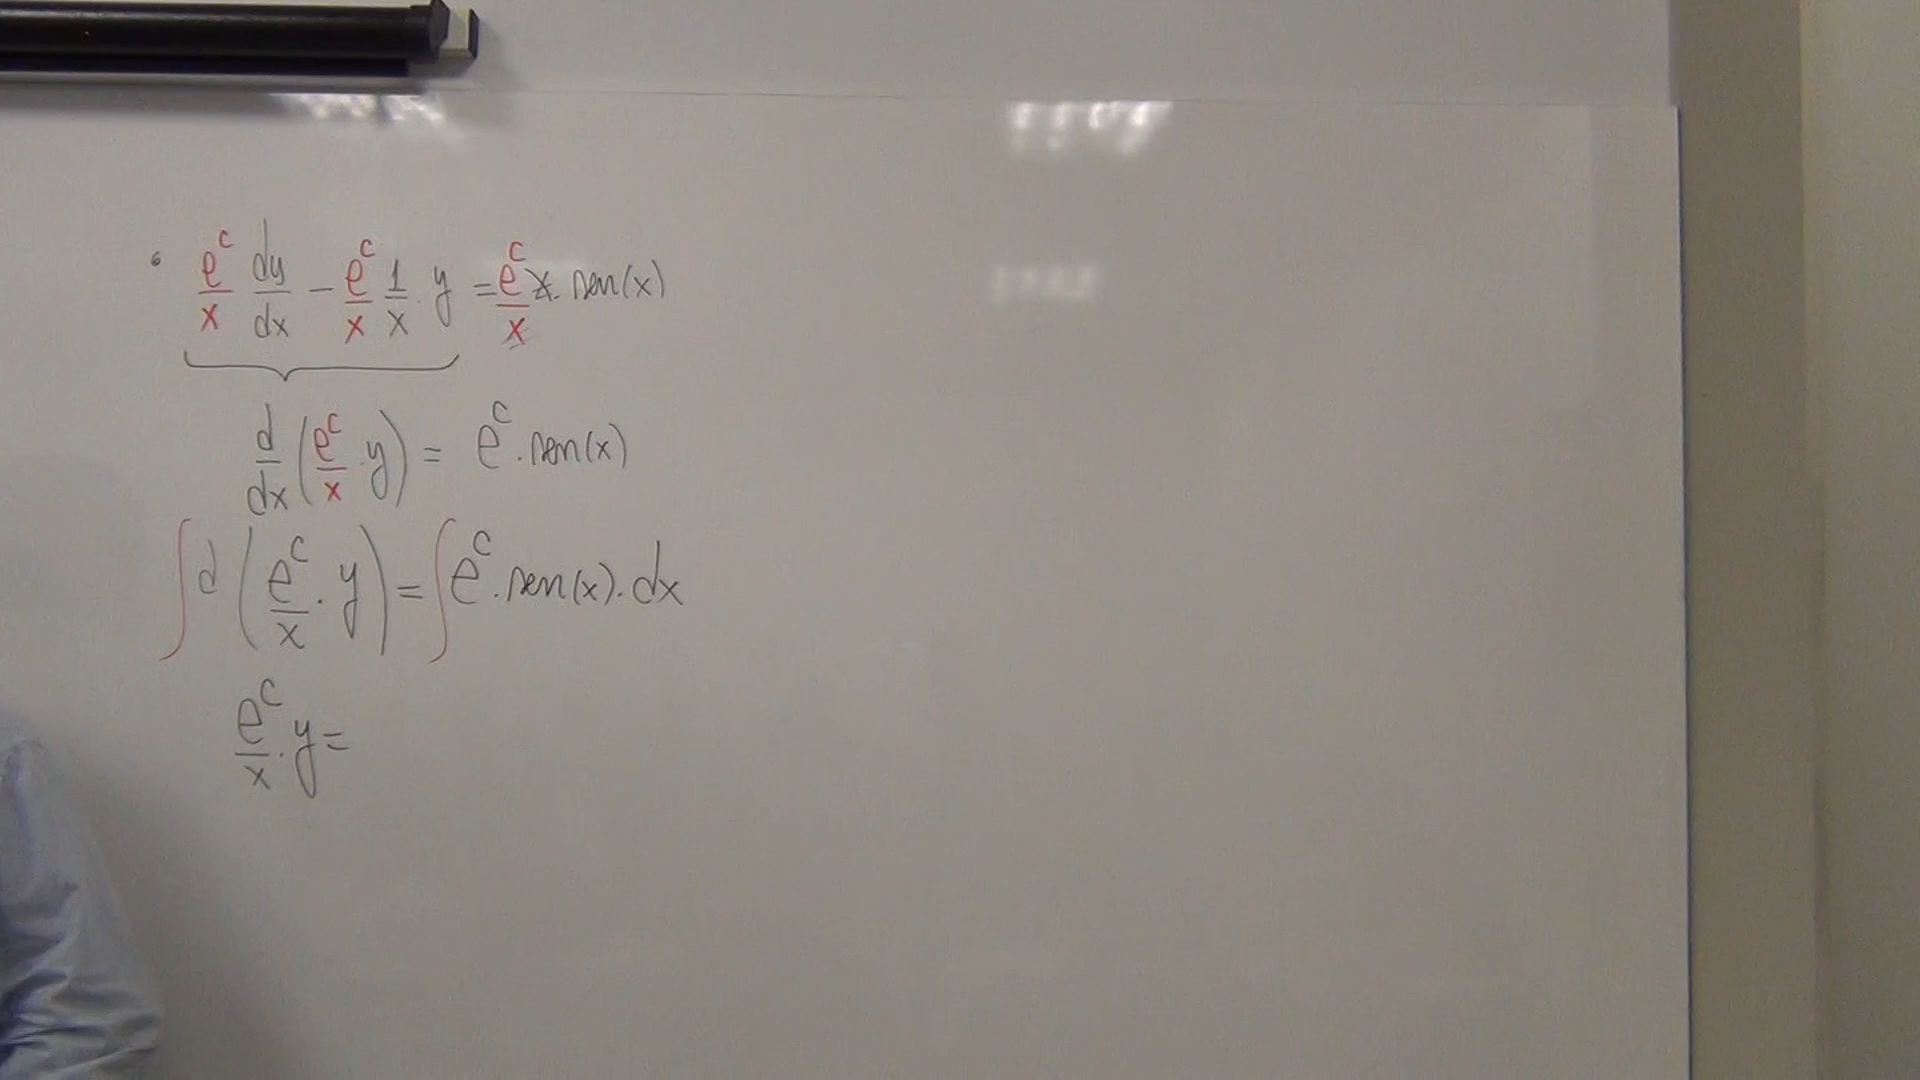 • e^c/x dy/dx − e^c/x 1/x · y = e^c/x x · sen(x)
d/dx (e^c/x · y) = e^c · sen(x)
∫ d (e^c/x · y) = ∫ e^c · sen(x) · dx
e^c/x · y =